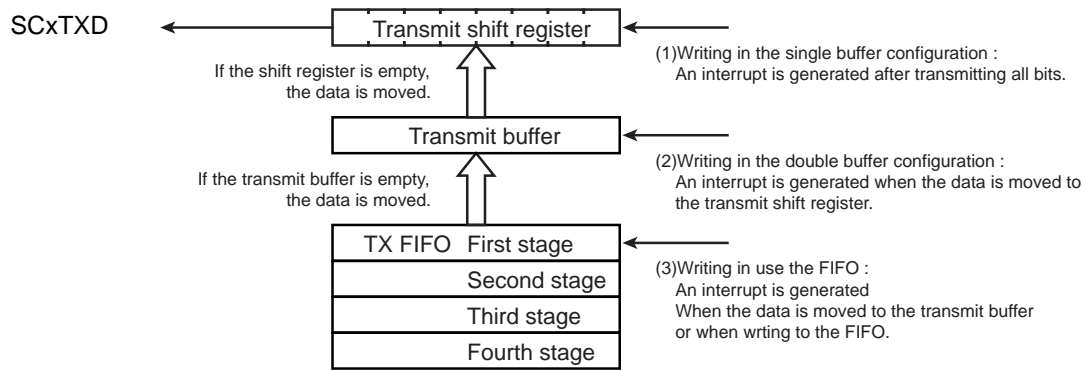 SCxTXD
Transmit shift register
(1)Writing in the single buffer configuration :
An interrupt is generated after transmitting all bits.
If the shift register is empty,
the data is moved.
Transmit buffer
(2)Writing in the double buffer configuration :
An interrupt is generated when the data is moved to
the transmit shift register.
If the transmit buffer is empty,
the data is moved.
TX FIFO First stage
Second stage
Third stage
Fourth stage
(3)Writing in use the FIFO :
An interrupt is generated
When the data is moved to the transmit buffer
or when wrting to the FIFO.